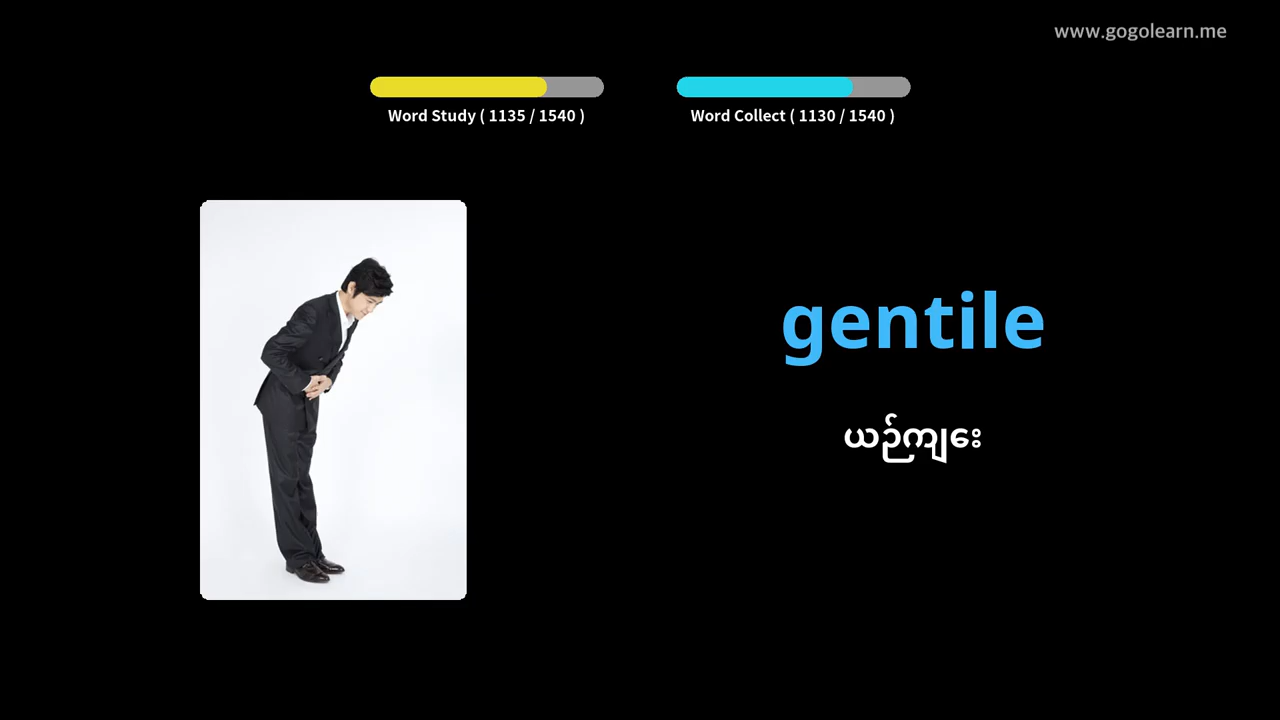 www.gogolearn.me
Word Study ( 1135 / 1540 )
Word Collect ( 1130 / 1540 )
gentile
ယဉ်ကျေး